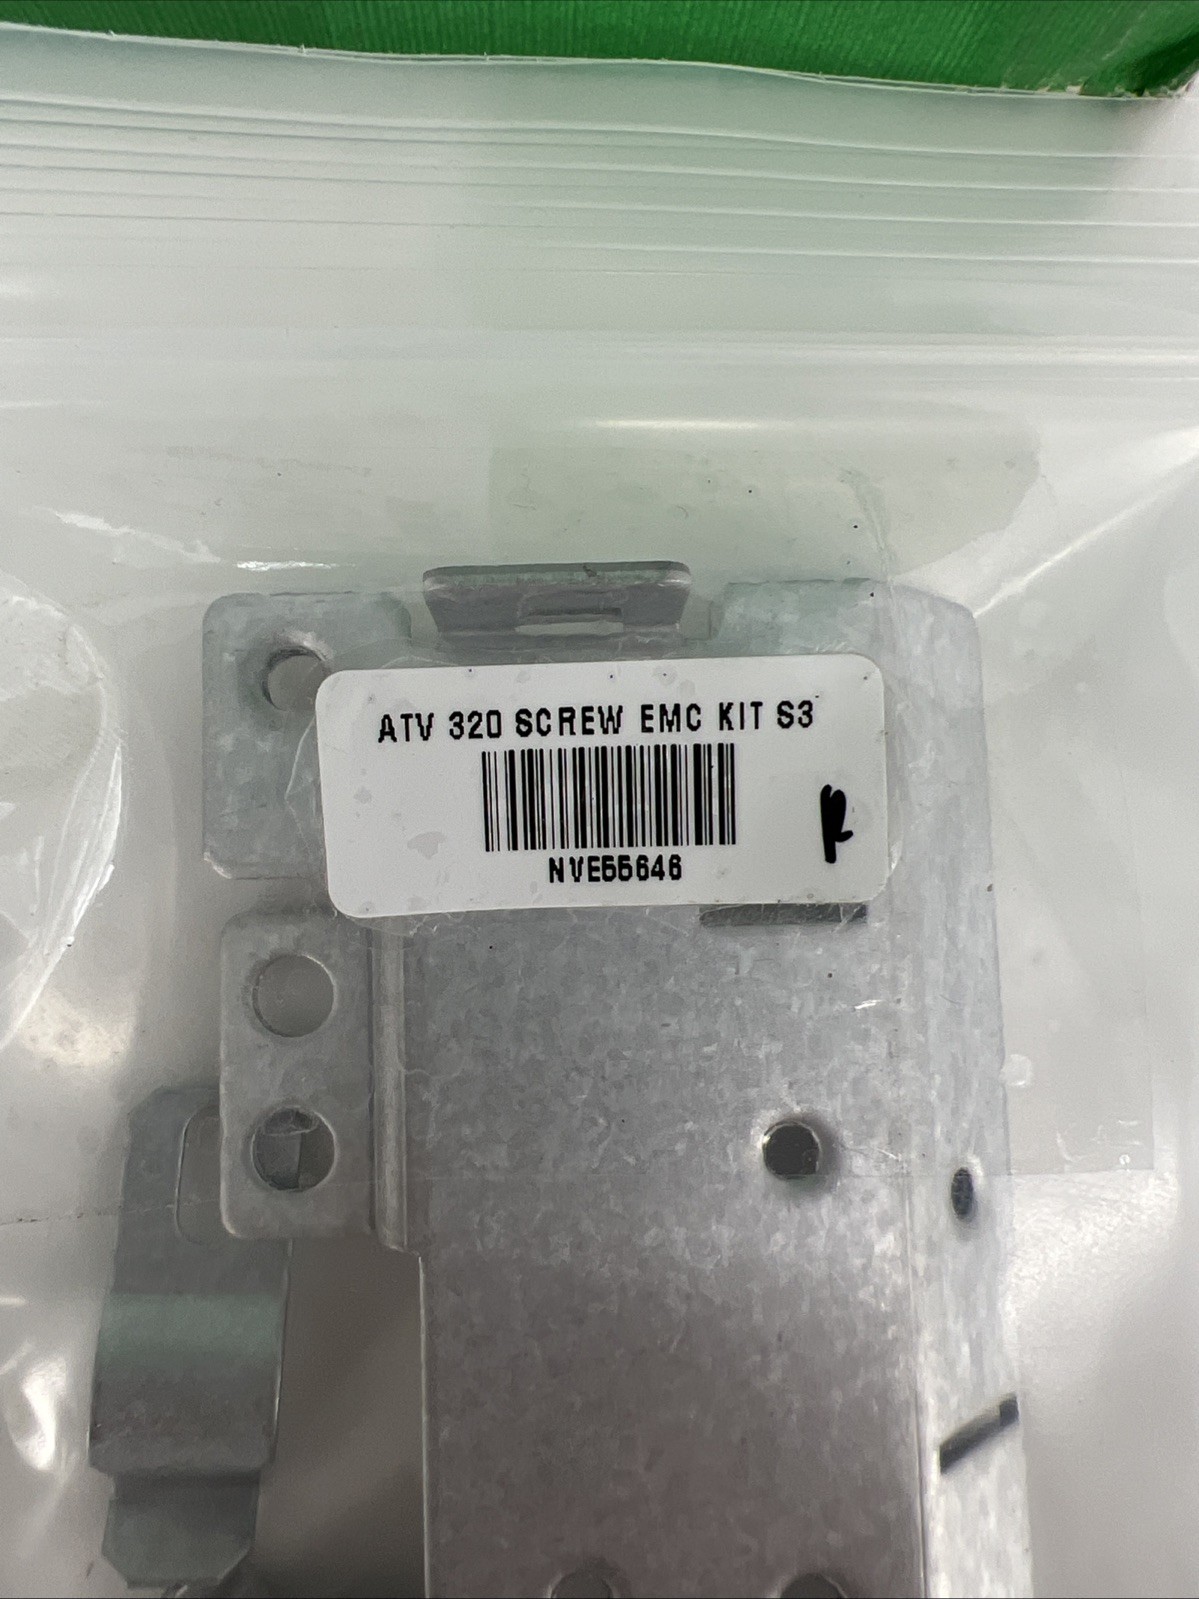 ATV 320 SCREW EMC KIT S3
NVE55646